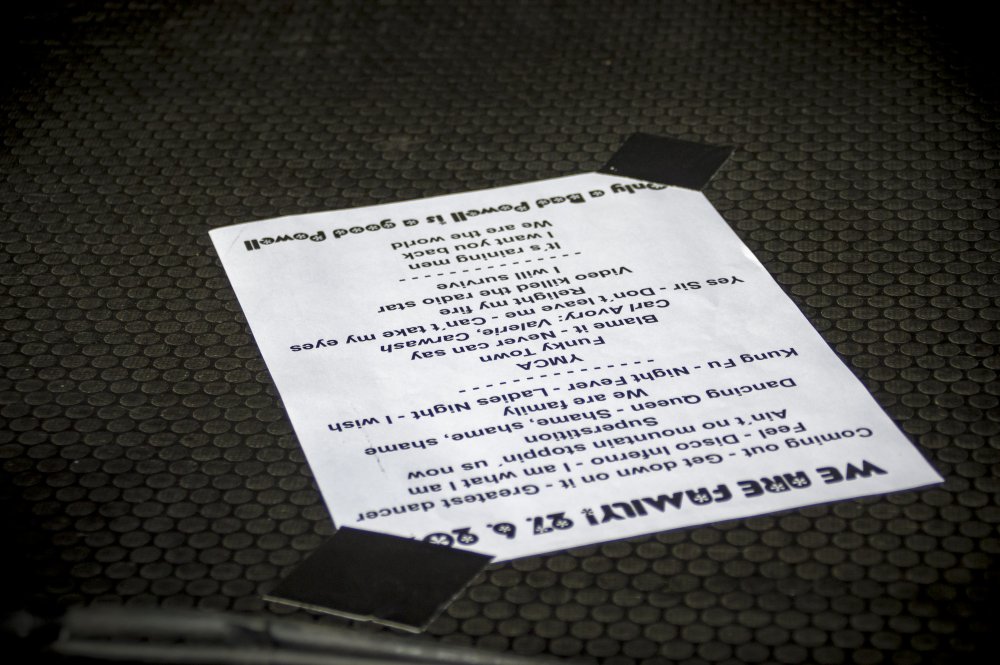 WE ARE FAMILY! 27. 6. 20
Coming out - Get down on it - Greatest dancer
Feel - Disco Inferno - I am what I am
Ain´t no mountain stoppin´ us now
Superstition
Dancing Queen - Shame, shame, shame
We are family
Kung Fu - Night Fever - Ladies Night - I wish
- - - - - - - - - - - - - - -
YMCA
Funky Town
Blame it - Never can say
Carl Avory: Valerie, Carwash
Yes Sir - Don´t leave me - Can´t take my eyes
Relight my fire
Video killed the radio star
I will survive
- - - - - - - - - - - - - -
It´s raining men
I want you back
We are the world
Only a Bad Powell is a good Powell